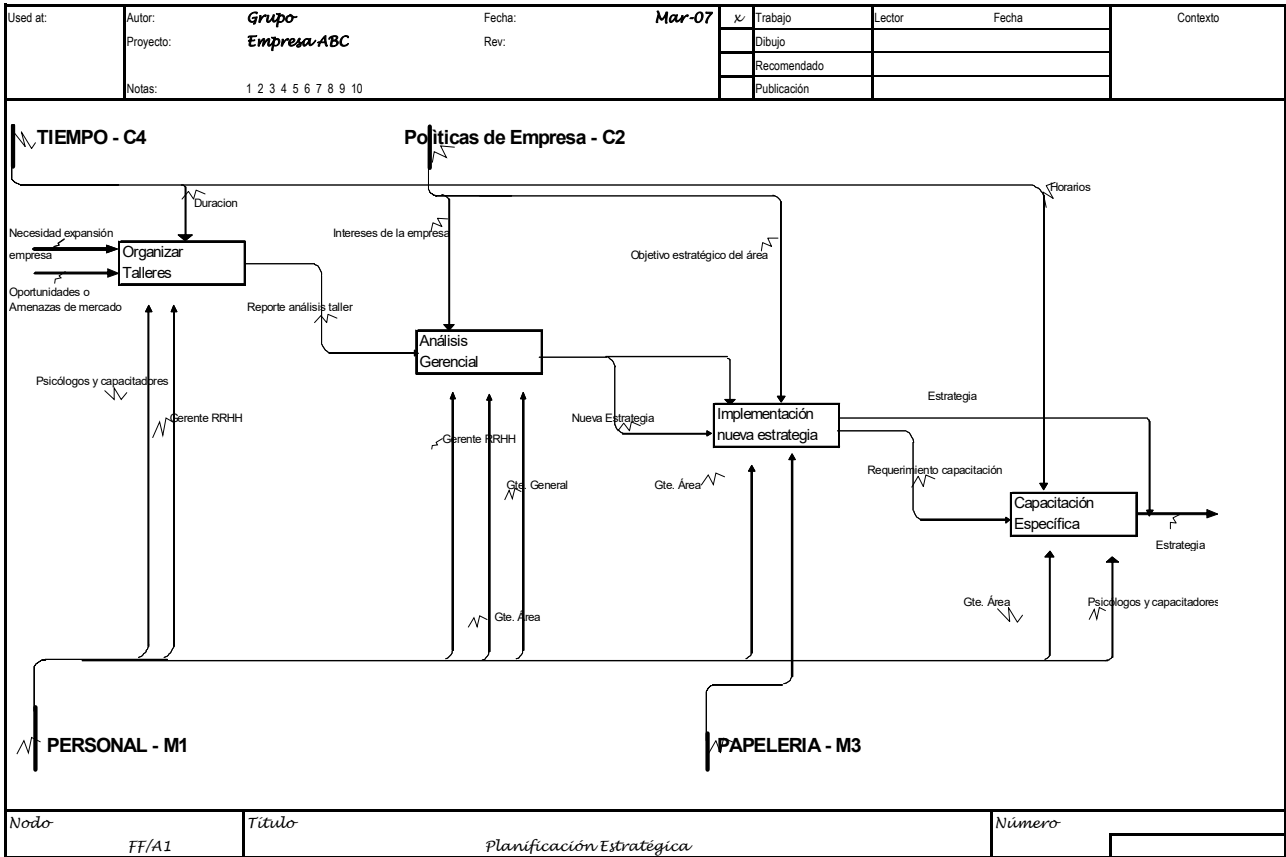 Used at:
Autor:
Grupo
Fecha:
Mar-07
x
Trabajo
Lector
Fecha
Contexto
Proyecto:
Empresa ABC
Rev:
Dibujo
Recomendado
Notas:
1 2 3 4 5 6 7 8 9 10
Publicación
TIEMPO - C4
Polìticas de Empresa - C2
Duracion
Horarios
Necesidad expansión
empresa
Organizar
Talleres
Intereses de la empresa
Objetivo estratégico del área
Oportunidades o
Amenazas de mercado
Reporte análisis taller
Análisis
Gerencial
Psicólogos y capacitadores
Gerente RRHH
Gerente RRHH
Gte. General
Nueva Estrategia
Implementación
nueva estrategia
Estrategia
Gte. Área
Requerimiento capacitación
Capacitación
Específica
Estrategia
Gte. Área
Gte. Área
Psicólogos y capacitadores
PERSONAL - M1
PAPELERIA - M3
Nodo
FF/A1
Título
Planificación Estratégica
Número